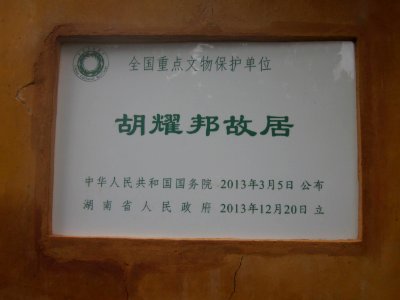 全国重点文物保护单位
胡耀邦故居
中华人民共和国国务院 2013年3月5日 公布
湖南省人民政府 2013年12月20日 立